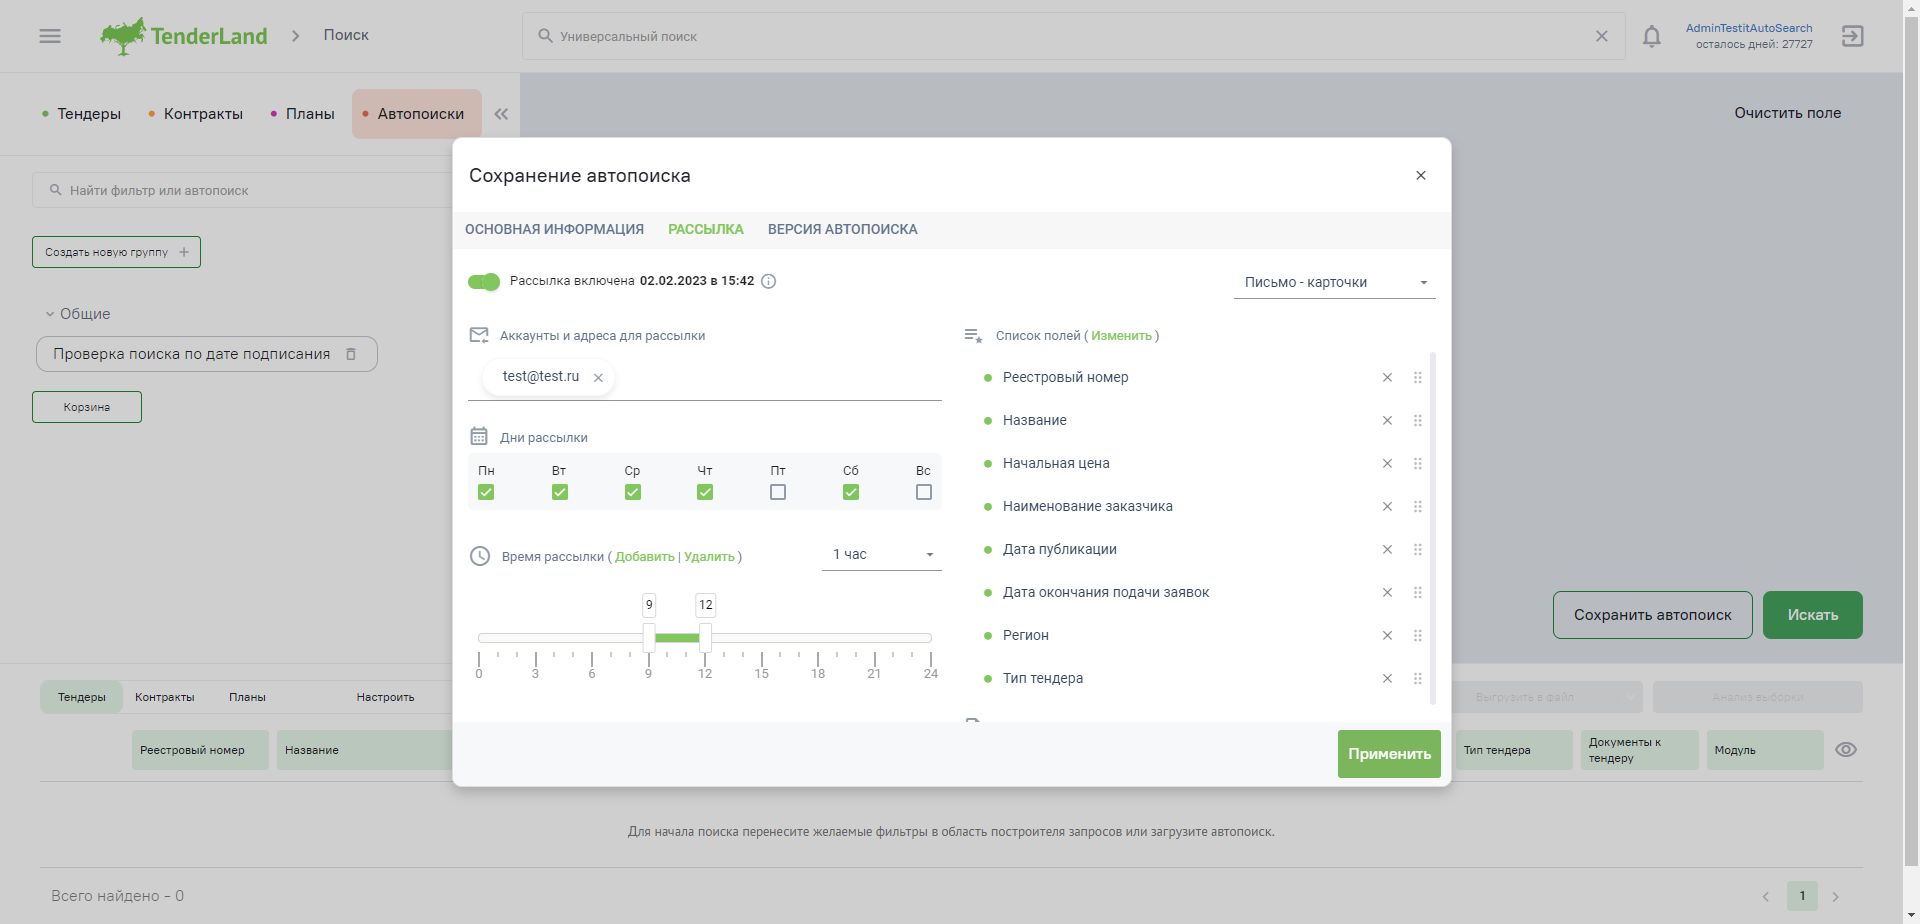 TenderLand
Поиск
Универсальный поиск
AdminTestitAutoSearch
осталось дней: 27727
Тендеры
Контракты
Планы
Автопоиски
Очистить поле
Найти фильтр или автопоиск
Создать новую группу
Общие
Проверка поиска по дате подписания
Корзина
Сохранение автопоиска
ОСНОВНАЯ ИНФОРМАЦИЯ
РАССЫЛКА
ВЕРСИЯ АВТОПОИСКА
Рассылка включена 02.02.2023 в 15:42
Письмо - карточки
Аккаунты и адреса для рассылки
test@test.ru
Дни рассылки
Пн Вт Ср Чт Пт Сб Вс
Время рассылки ( Добавить | Удалить )
1 час
9 12
0 3 6 9 12 15 18 21 24
Список полей ( Изменить )
Реестровый номер
Название
Начальная цена
Наименование заказчика
Дата публикации
Дата окончания подачи заявок
Регион
Тип тендера
Применить
Сохранить автопоиск
Искать
Тендеры
Контракты
Планы
Настроить
Выгрузить в файл
Анализ выборки
Реестровый номер
Название
Тип тендера
Документы к
тендеру
Модуль
Для начала поиска перенесите желаемые фильтры в область построителя запросов или загрузите автопоиск.
Всего найдено - 0
1